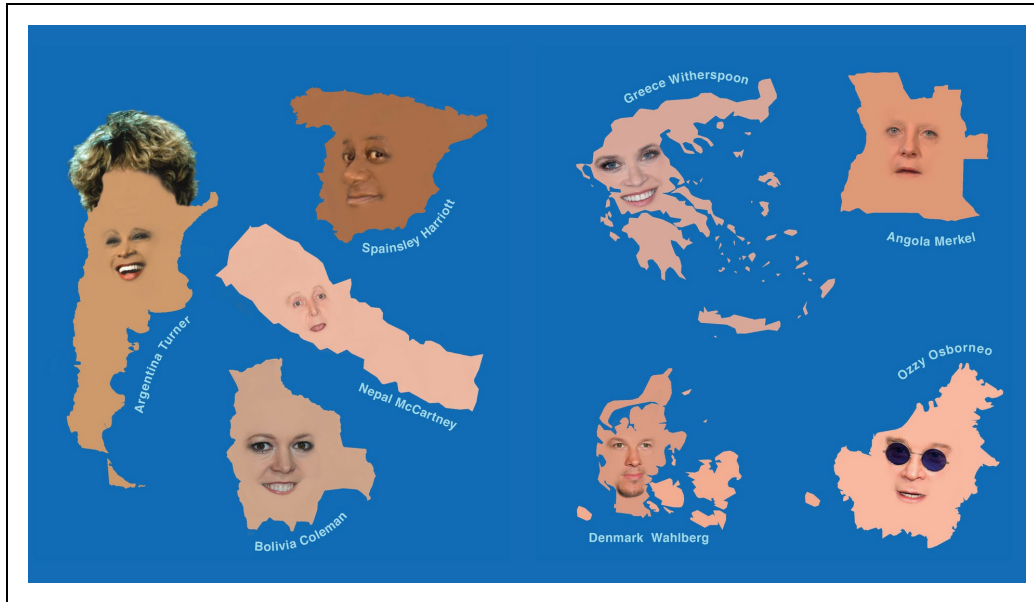 Argentina Turner
Spainsley Harriott
Nepal McCartney
Bolivia Coleman
Greece Witherspoon
Angola Merkel
Denmark Wahlberg
Ozzy Osborneo